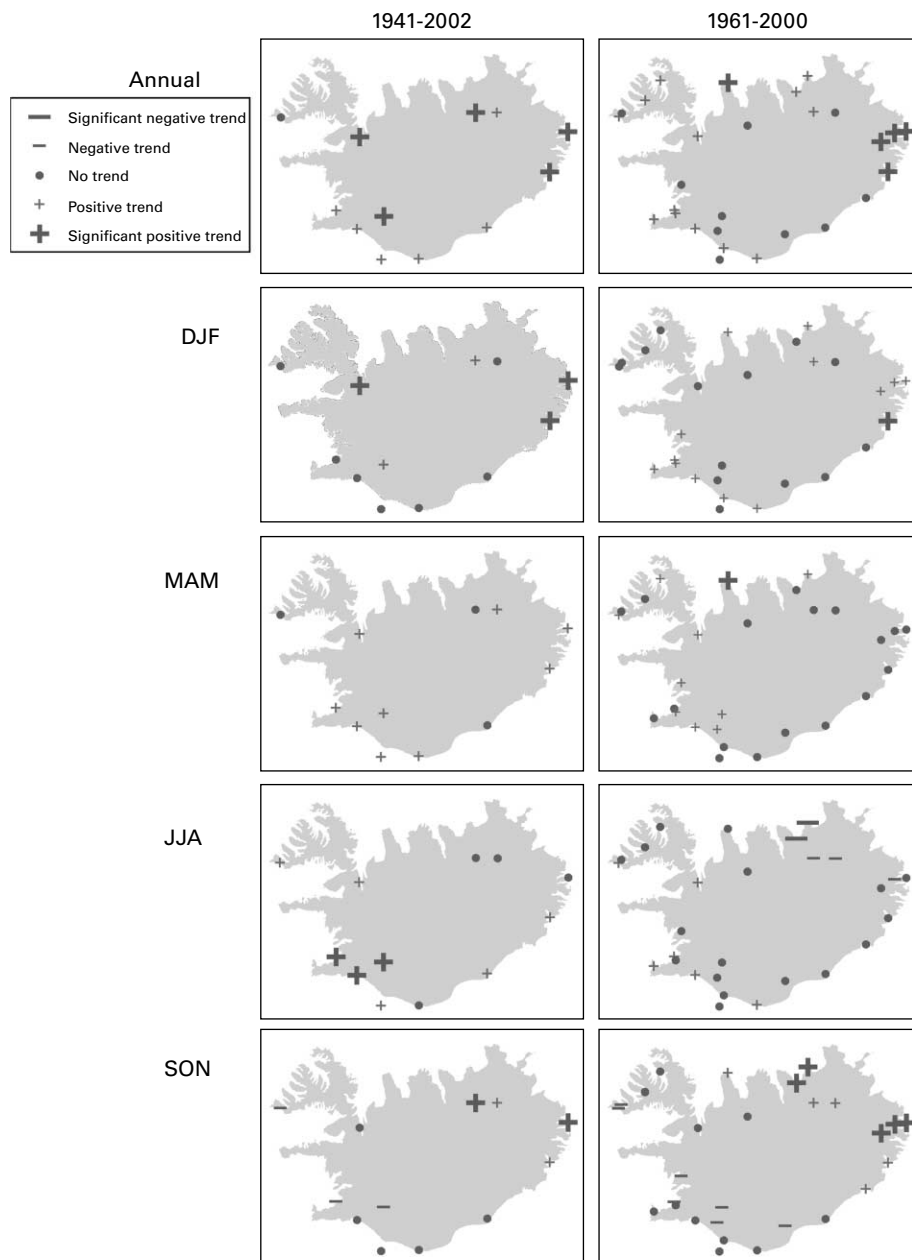 1941-2002
1961-2000
Annual
Significant negative trend
Negative trend
No trend
Positive trend
Significant positive trend
DJF
MAM
JJA
SON